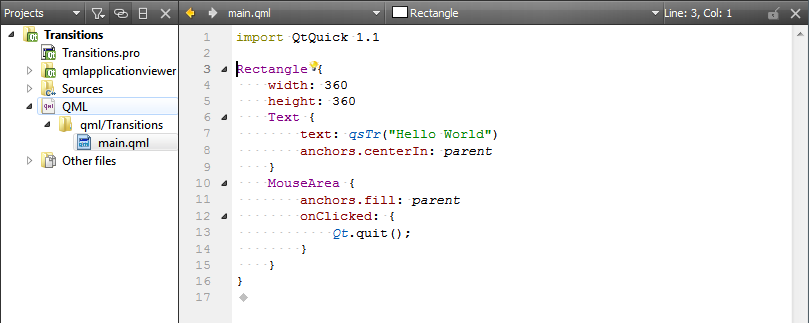 Projects
main.qml
Rectangle
Line: 3, Col: 1
Transitions
Transitions.pro
qmlapplicationviewer
Sources
QML
qml/Transitions
main.qml
Other files
1 import QtQuick 1.1
2
3 Rectangle {
4     width: 360
5     height: 360
6     Text {
7         text: qsTr("Hello World")
8         anchors.centerIn: parent
9     }
10     MouseArea {
11         anchors.fill: parent
12         onClicked: {
13             Qt.quit();
14         }
15     }
16 }
17